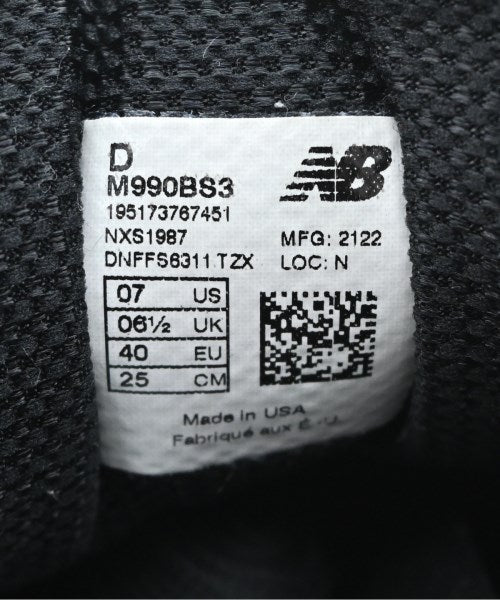 D
M990BS3
195173767451
NXS1987
DNFFS6311 TZX
NB
MFG: 2122
LOC: N
07 US
06½ UK
40 EU
25 CM
Made in USA
Fabriqué aux É.-U.